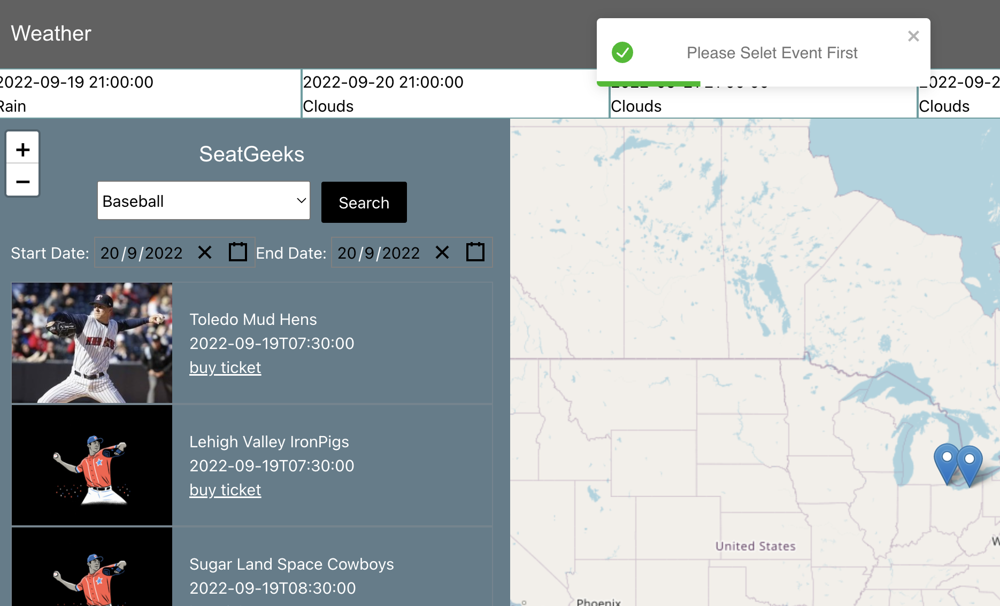 Weather
Please Selet Event First
2022-09-19 21:00:00
Rain
2022-09-20 21:00:00
Clouds
Clouds
2022-09-2
Clouds
SeatGeeks
Baseball
Search
Start Date: 20/9/2022
End Date: 20/9/2022
Toledo Mud Hens
2022-09-19T07:30:00
buy ticket
Lehigh Valley IronPigs
2022-09-19T07:30:00
buy ticket
Sugar Land Space Cowboys
2022-09-19T08:30:00
United States
Phoenix